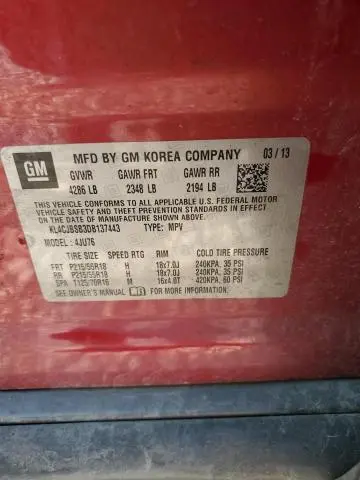 GM
MFD BY GM KOREA COMPANY 03 / 13
GVWR GAWR FRT GAWR RR
4286 LB 2348 LB 2194 LB
THIS VEHICLE CONFORMS TO ALL APPLICABLE U.S. FEDERAL MOTOR
VEHICLE SAFETY, BUMPER, AND THEFT PREVENTION STANDARDS IN EFFECT
ON THE DATE OF MANUFACTURE SHOWN ABOVE.
KL4CJBSB3DB137443 TYPE: MPV
MODEL: 4JU76
TIRE SIZE SPEED RTG RIM COLD TIRE PRESSURE
FRT P215/55R18 H 18x7.0J 240KPA, 35 PSI
RR P215/55R18 H 18x7.0J 240KPA, 35 PSI
SPR T125/70R16 M 16x4.0T 420KPA, 60 PSI
SEE OWNER'S MANUAL